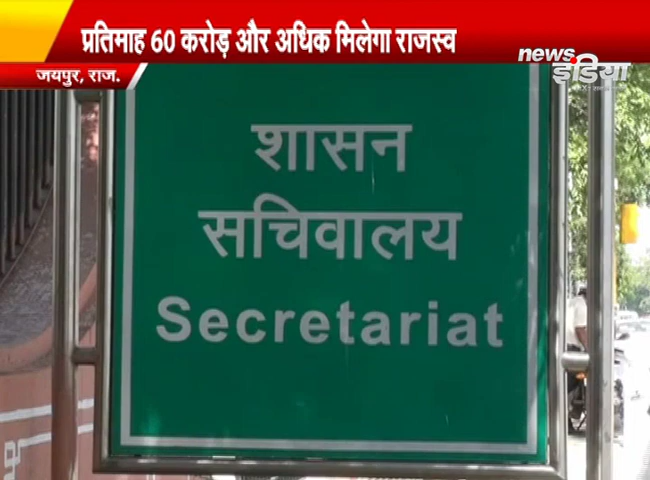 प्रतिमाह 60 करोड़ और अधिक मिलेगा राजस्व
जयपुर, राज.
news
इंडिया
शासन
सचिवालय
Secretariat